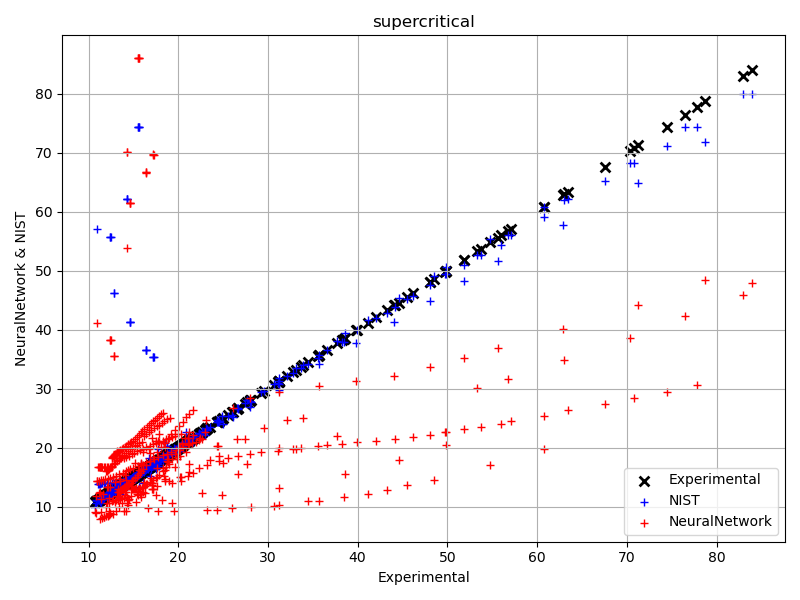 supercritical
NeuralNetwork & NIST
80
70
60
50
40
30
20
10
10 20 30 40 50 60 70 80
Experimental
Experimental
NIST
NeuralNetwork